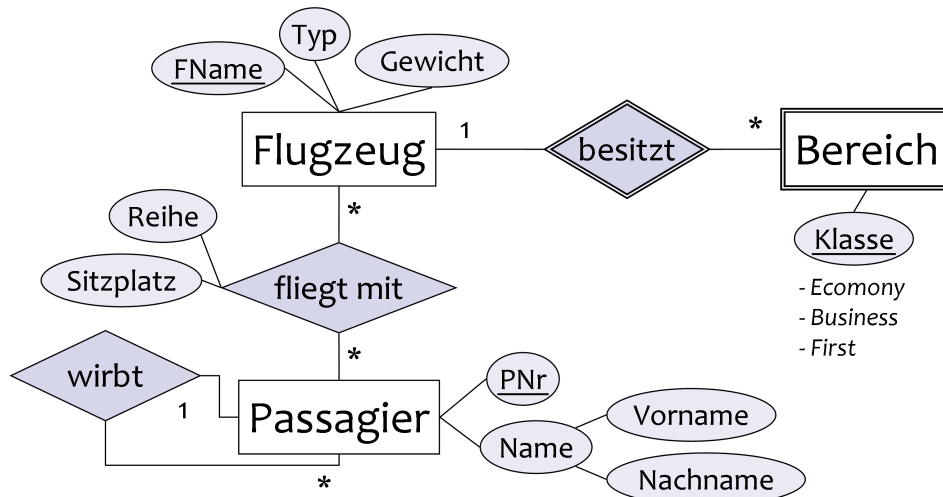 Typ
FName
Gewicht
Flugzeug
1
besitzt
*
Bereich
*
Reihe
Sitzplatz
fliegt mit
Klasse
- Ecomony
- Business
- First
*
wirbt
1
Passagier
*
PNr
Name
Vorname
Nachname